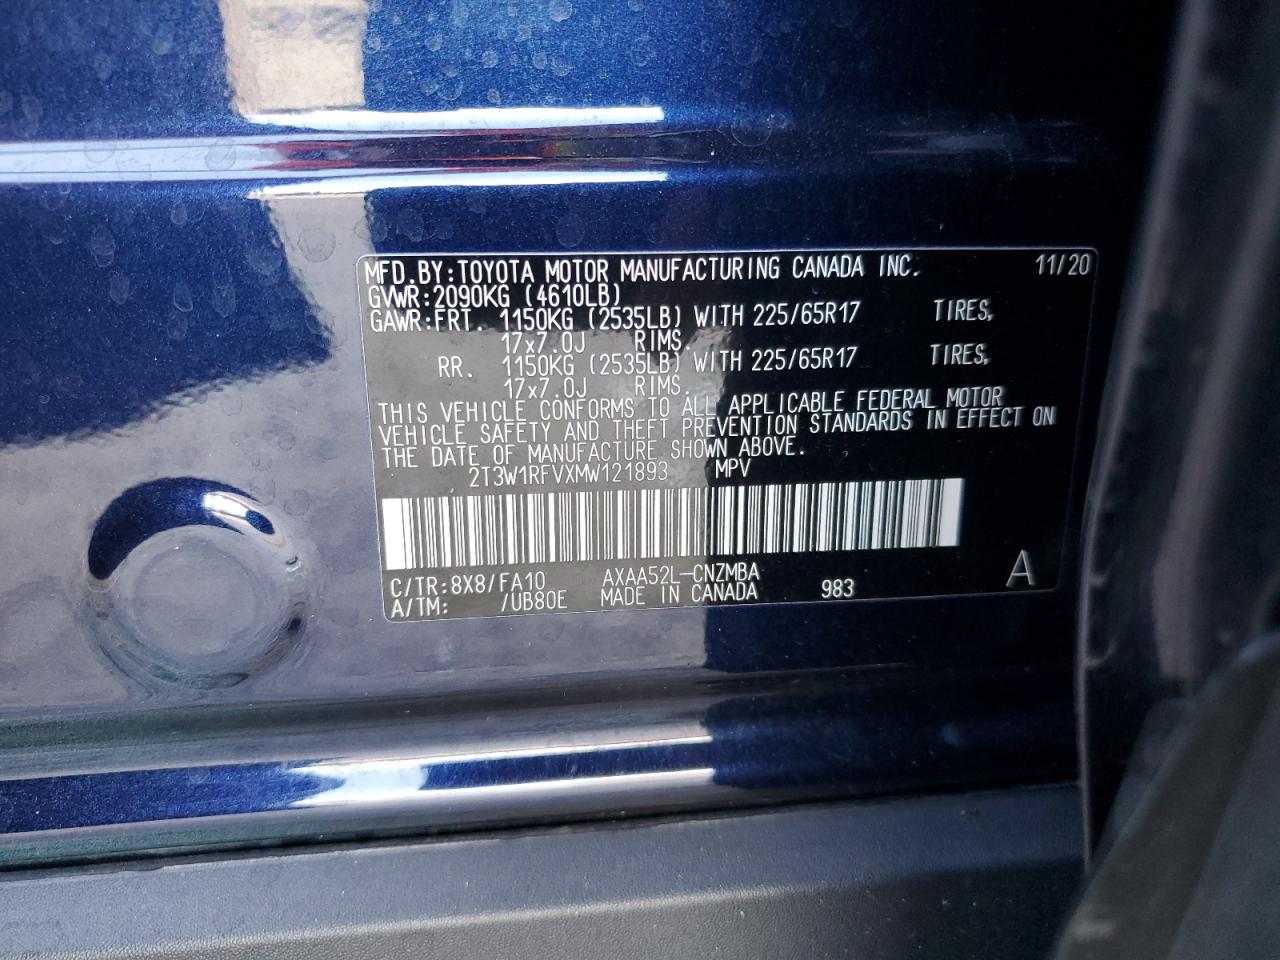 MFD.BY:TOYOTA MOTOR MANUFACTURING CANADA INC. 11/20
GVWR:2090KG (4610LB)
GAWR:FRT. 1150KG (2535LB) WITH 225/65R17 TIRES,
17x7.0J RIMS.
RR. 1150KG (2535LB) WITH 225/65R17 TIRES,
17x7.0J RIMS.
THIS VEHICLE CONFORMS TO ALL APPLICABLE FEDERAL MOTOR
VEHICLE SAFETY AND THEFT PREVENTION STANDARDS IN EFFECT ON
THE DATE OF MANUFACTURE SHOWN ABOVE.
2T3W1RFVXMW121893 MPV
C/TR:8X8/FA10 AXAA52L-CNZMBA A
A/TM: /UB80E MADE IN CANADA 983